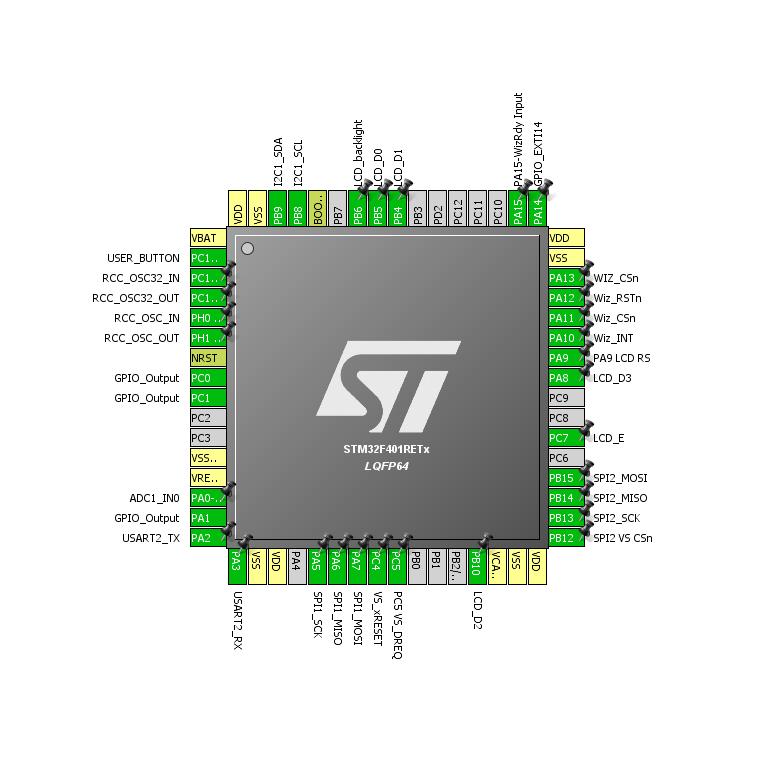 I2C1_SDA
I2C1_SCL
LCD_backlight
LCD_D0
LCD_D1
PA15-WizRdy Input
GPIO_EXTI14
VDD
VSS
PB9
PB8
BOO..
PB7
PB6
PB5
PB4
PB3
PD2
PC12
PC11
PC10
PA15
PA14
VBAT
USER_BUTTON PC1..
RCC_OSC32_IN PC1..
RCC_OSC32_OUT PC1..
RCC_OSC_IN PH0 ..
RCC_OSC_OUT PH1 ..
NRST
GPIO_Output PC0
GPIO_Output PC1
PC2
PC3
VSS..
VRE..
ADC1_IN0 PA0-..
GPIO_Output PA1
USART2_TX PA2
STM32F401RETx
LQFP64
VDD
VSS
PA13 WIZ_CSn
PA12 Wiz_RSTn
PA11 Wiz_CSn
PA10 Wiz_INT
PA9 PA9 LCD RS
PA8 LCD_D3
PC9
PC8
PC7 LCD_E
PC6
PB15 SPI2_MOSI
PB14 SPI2_MISO
PB13 SPI2_SCK
PB12 SPI2 VS CSn
PA3
VSS
VDD
PA4
PA5
PA6
PA7
PC4
PC5
PB0
PB1
PB2/..
PB10
VCA..
VSS
VDD
USART2_RX
SPI1_SCK
SPI1_MISO
SPI1_MOSI
VS_xRESET
PC5 VS_DREQ
LCD_D2